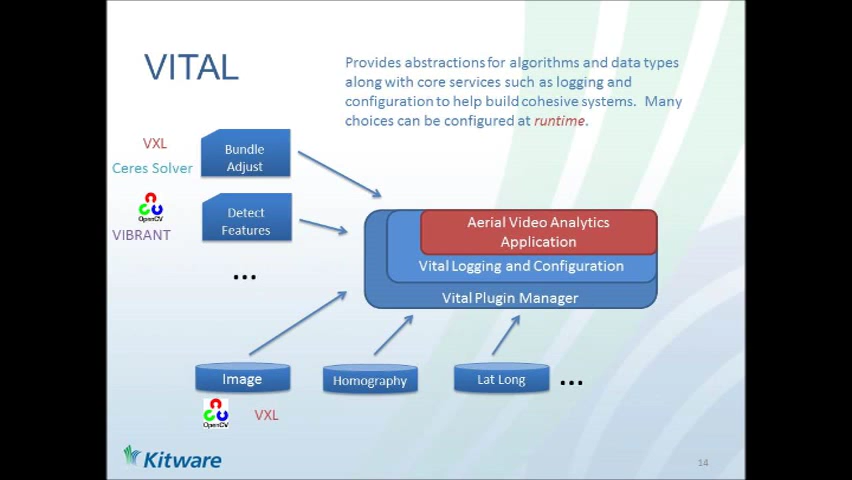 VITAL
Provides abstractions for algorithms and data types
along with core services such as logging and
configuration to help build cohesive systems. Many
choices can be configured at runtime.
VXL
Ceres Solver
Bundle
Adjust
OpenCV
VIBRANT
Detect
Features
...
Aerial Video Analytics
Application
Vital Logging and Configuration
Vital Plugin Manager
Image
Homography
Lat Long
...
OpenCV
VXL
Kitware
14